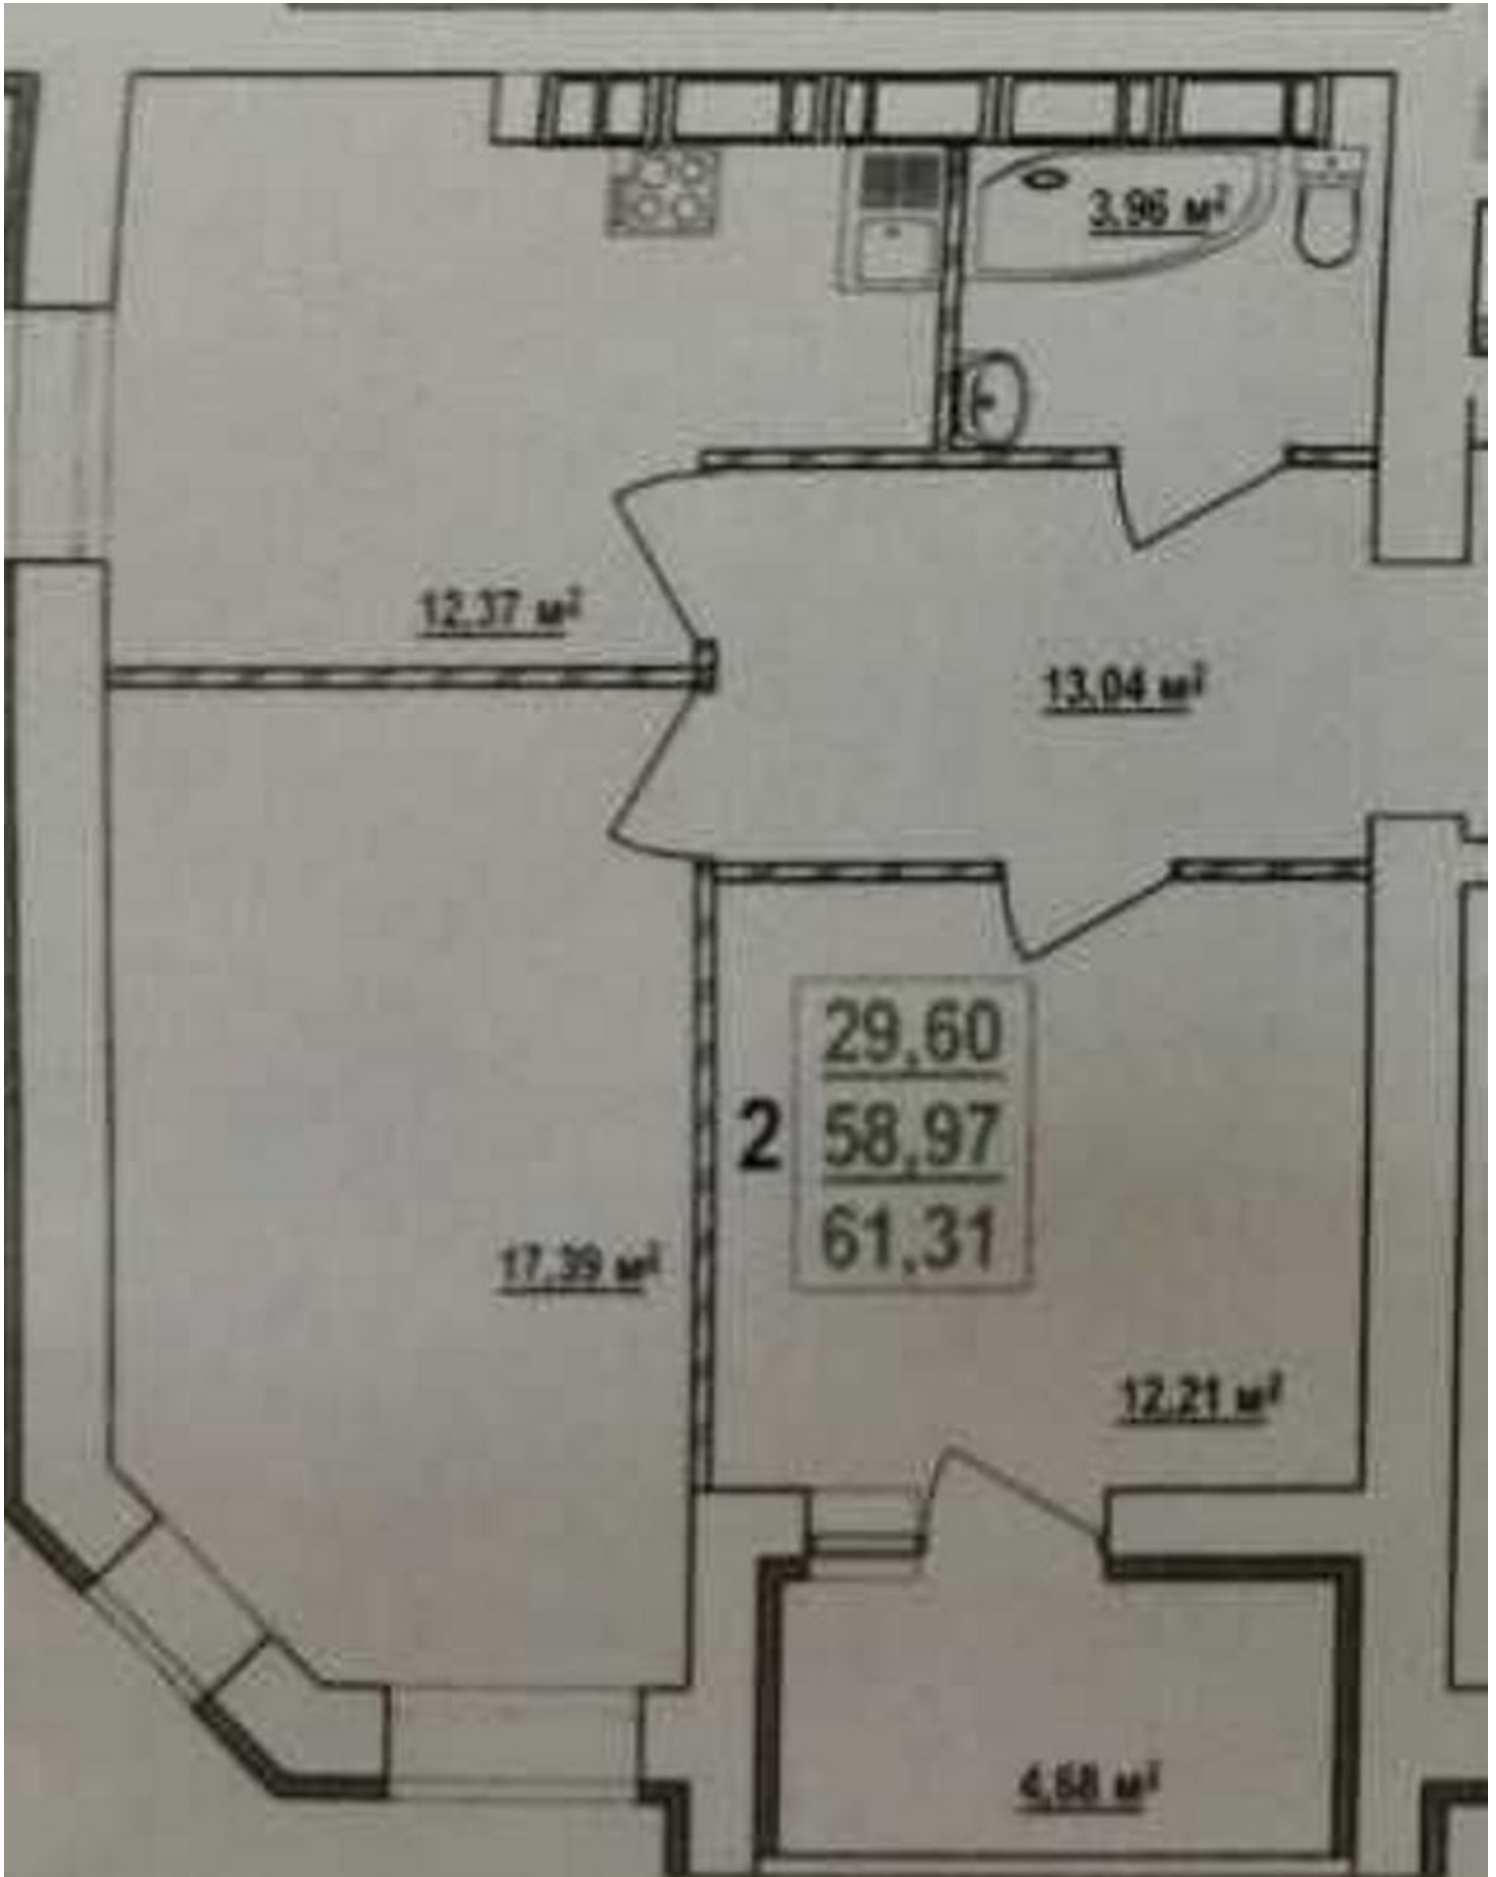 3,96 м²
12,37 м²
13,04 м²
29,60
2 58,97
61,31
17,39 м²
12,21 м²
4,68 м²